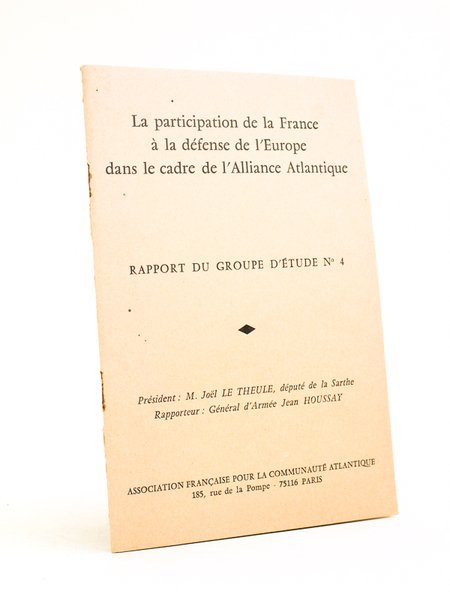 La participation de la France
à la défense de l'Europe
dans le cadre de l'Alliance Atlantique
RAPPORT DU GROUPE D'ÉTUDE Nº 4
Président : M. Joël LE THEULE, député de la Sarthe
Rapporteur : Général d'Armée Jean HOUSSAY
ASSOCIATION FRANÇAISE POUR LA COMMUNAUTÉ ATLANTIQUE
185, rue de la Pompe - 75116 PARIS